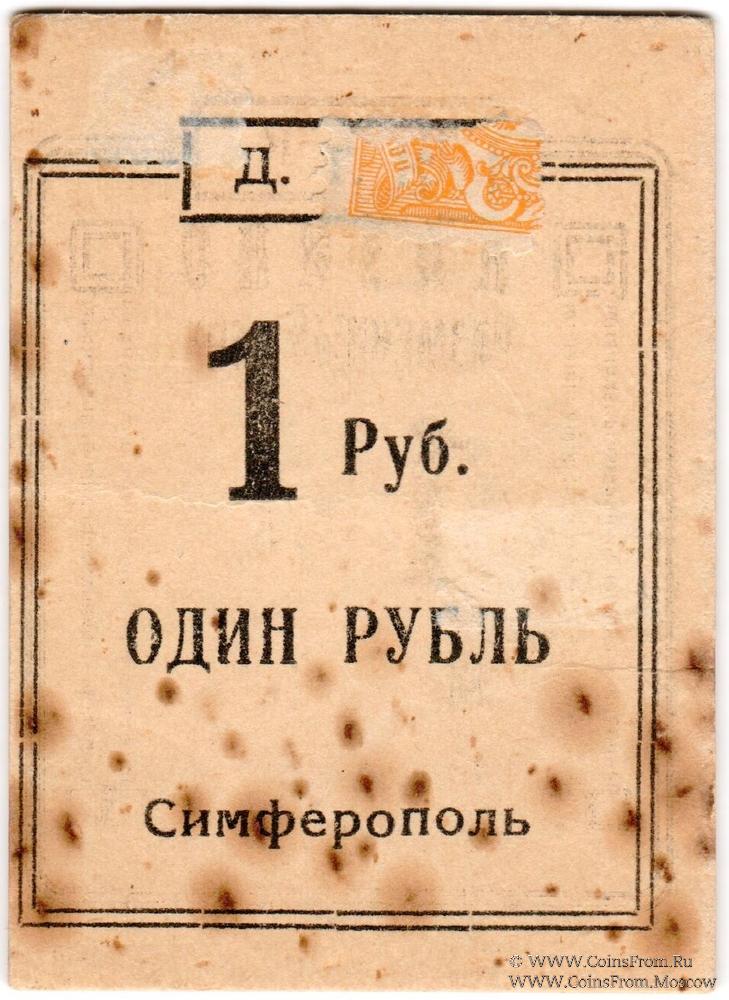 Д.
1 Руб.
ОДИН РУБЛЬ
Симферополь
© WWW.CoinsFrom.Ru
WWW.CoinsFrom.Moscow